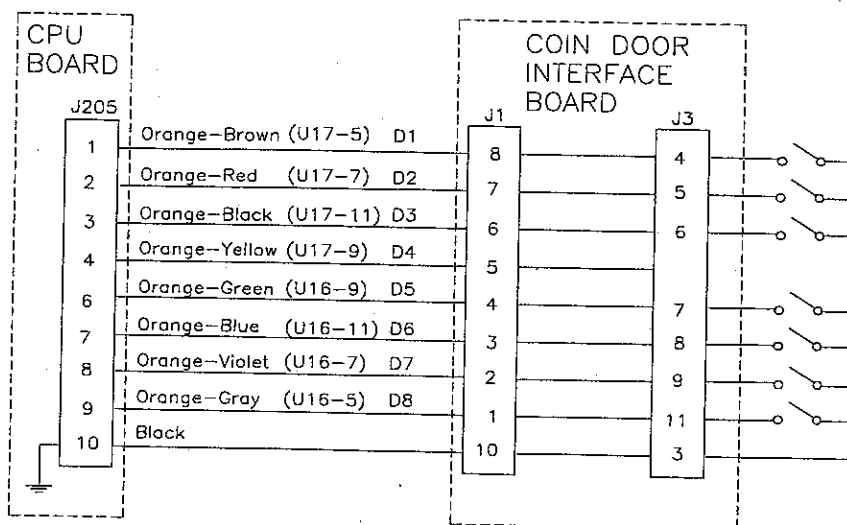 CPU
BOARD
COIN DOOR
INTERFACE
BOARD
J205
J1
J3
1 Orange-Brown (U17-5) D1 8 4
2 Orange-Red (U17-7) D2 7 5
3 Orange-Black (U17-11) D3 6 6
4 Orange-Yellow (U17-9) D4 5
6 Orange-Green (U16-9) D5 4 7
7 Orange-Blue (U16-11) D6 3 8
8 Orange-Violet (U16-7) D7 2 9
9 Orange-Gray (U16-5) D8 1 11
10 Black 10 3